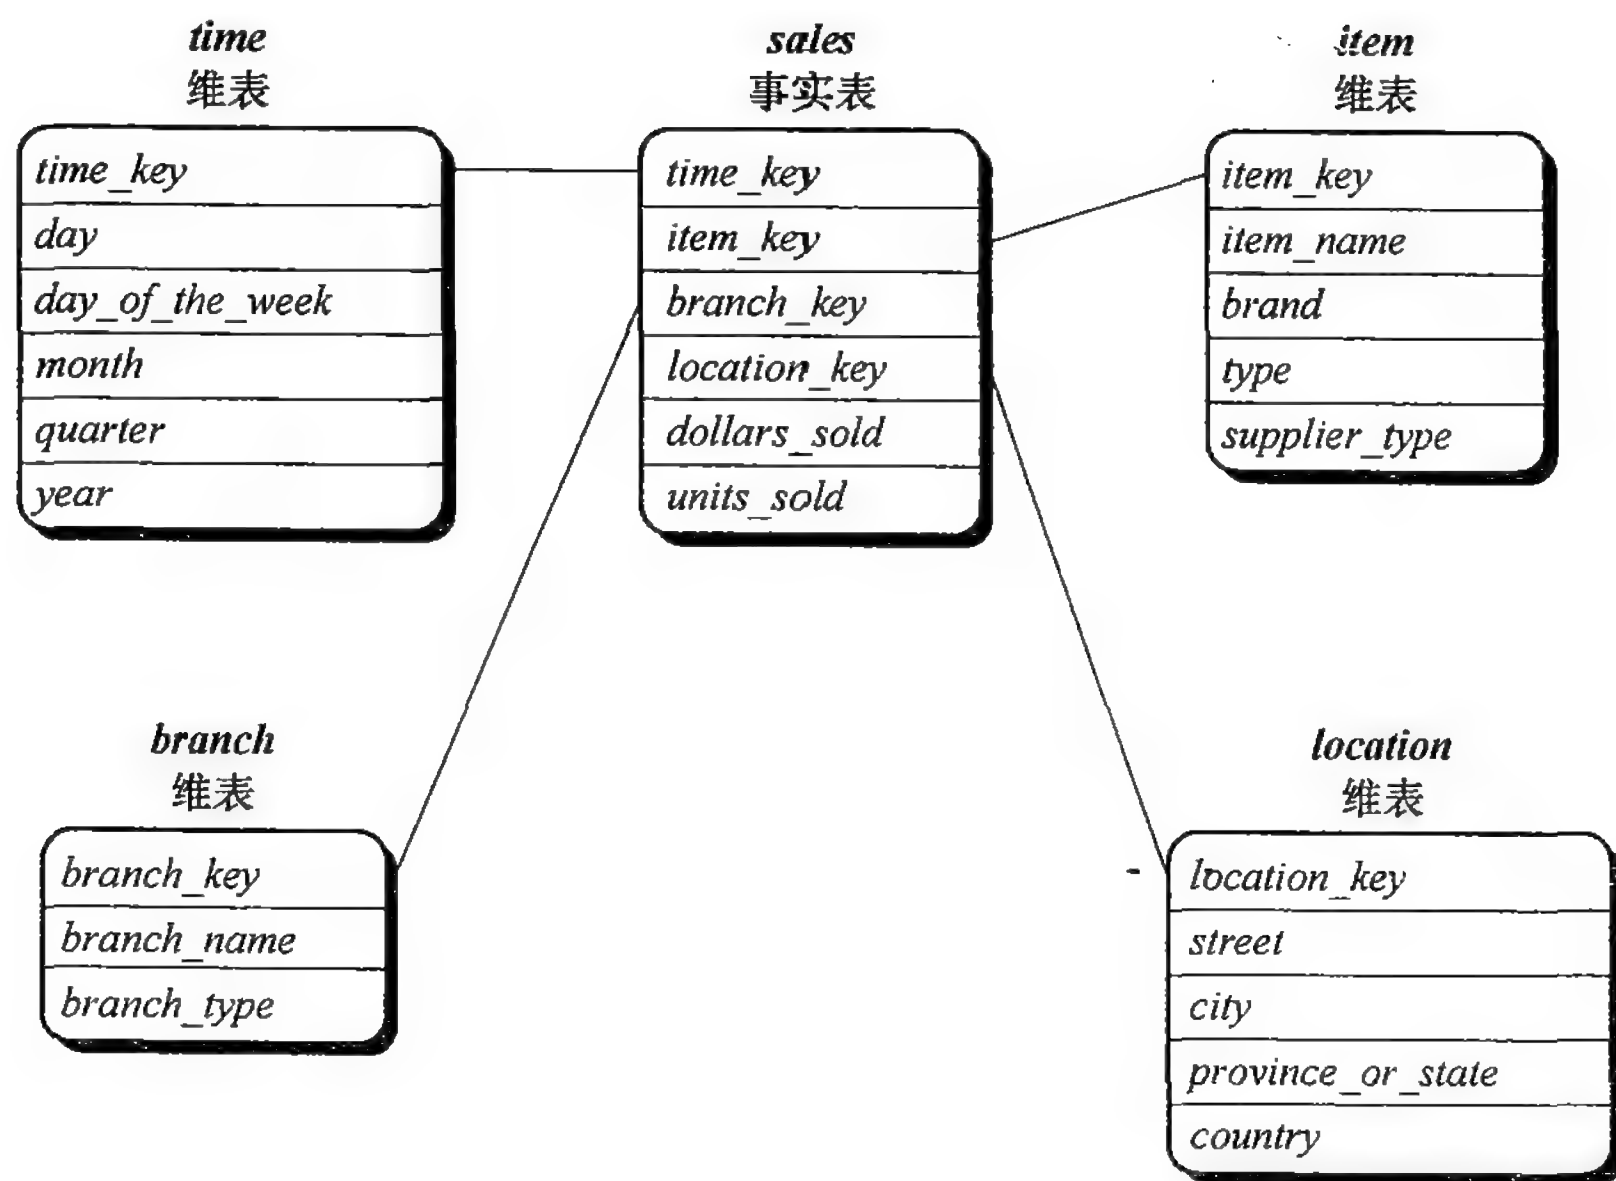 time
维表
time_key
day
day_of_the_week
month
quarter
year
sales
事实表
time_key
item_key
branch_key
location_key
dollars_sold
units_sold
item
维表
item_key
item_name
brand
type
supplier_type
branch
维表
branch_key
branch_name
branch_type
location
维表
location_key
street
city
province_or_state
country